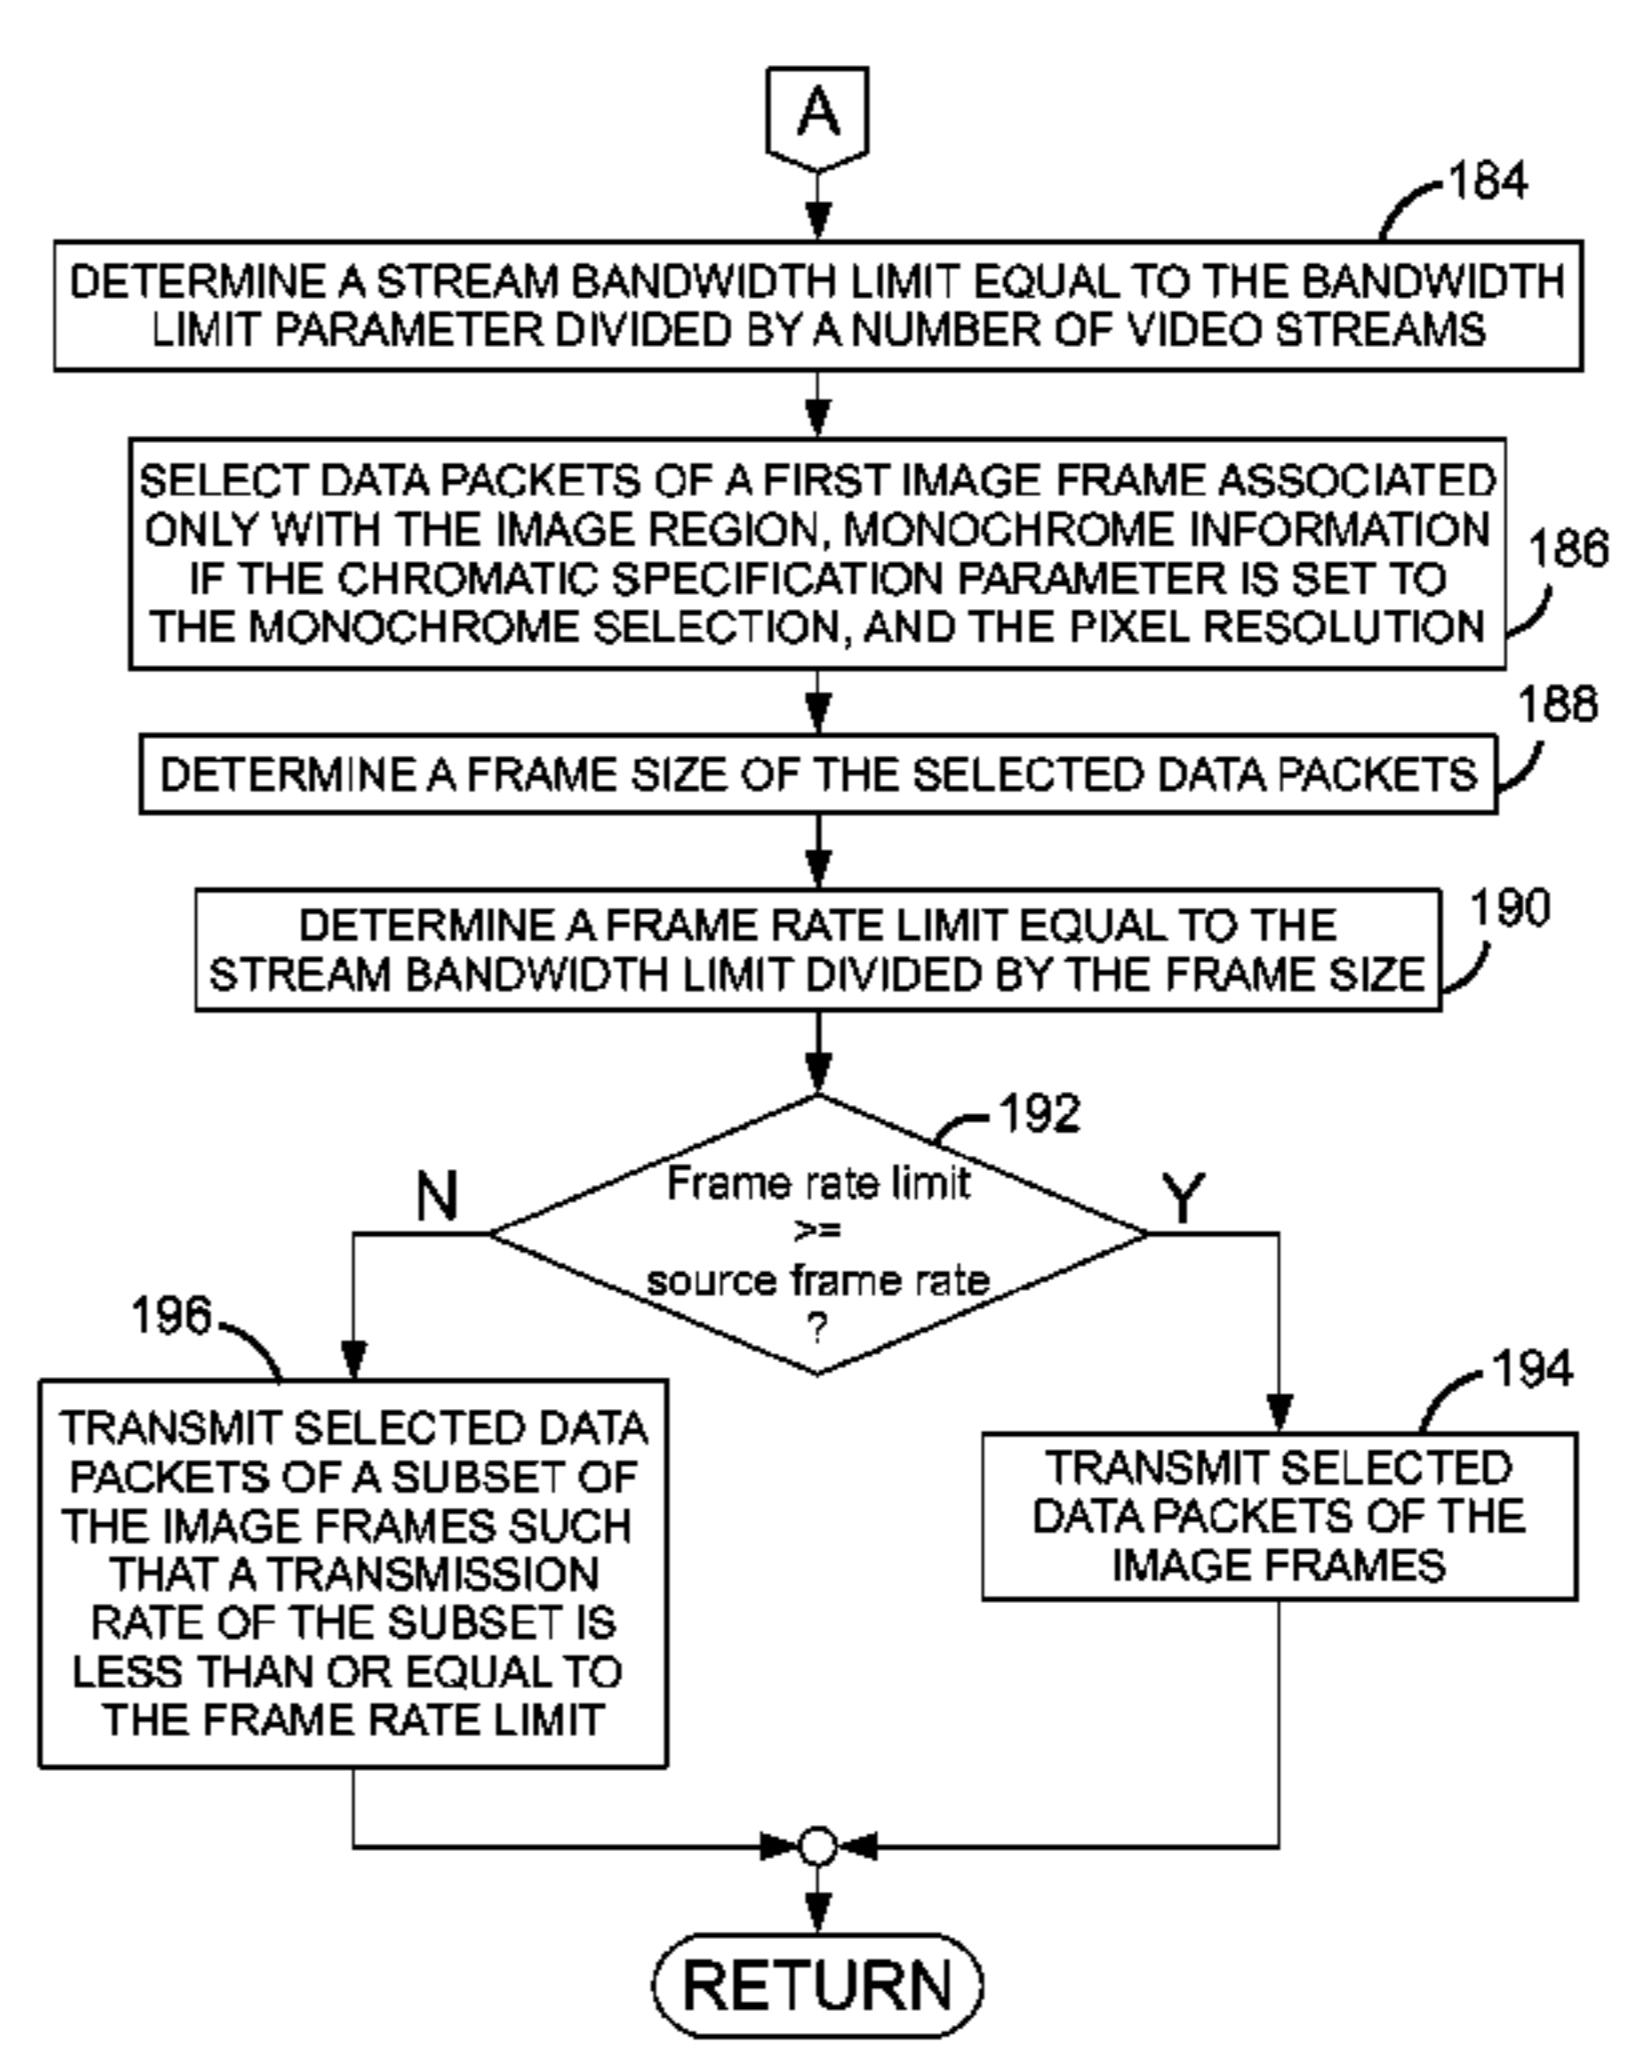 A
184
DETERMINE A STREAM BANDWIDTH LIMIT EQUAL TO THE BANDWIDTH
LIMIT PARAMETER DIVIDED BY A NUMBER OF VIDEO STREAMS
SELECT DATA PACKETS OF A FIRST IMAGE FRAME ASSOCIATED
ONLY WITH THE IMAGE REGION, MONOCHROME INFORMATION
IF THE CHROMATIC SPECIFICATION PARAMETER IS SET TO
THE MONOCHROME SELECTION, AND THE PIXEL RESOLUTION
186
188
DETERMINE A FRAME SIZE OF THE SELECTED DATA PACKETS
190
DETERMINE A FRAME RATE LIMIT EQUAL TO THE
STREAM BANDWIDTH LIMIT DIVIDED BY THE FRAME SIZE
192
N
Y
Frame rate limit
>=
source frame rate
?
196
TRANSMIT SELECTED DATA
PACKETS OF A SUBSET OF
THE IMAGE FRAMES SUCH
THAT A TRANSMISSION
RATE OF THE SUBSET IS
LESS THAN OR EQUAL TO
THE FRAME RATE LIMIT
194
TRANSMIT SELECTED
DATA PACKETS OF THE
IMAGE FRAMES
RETURN